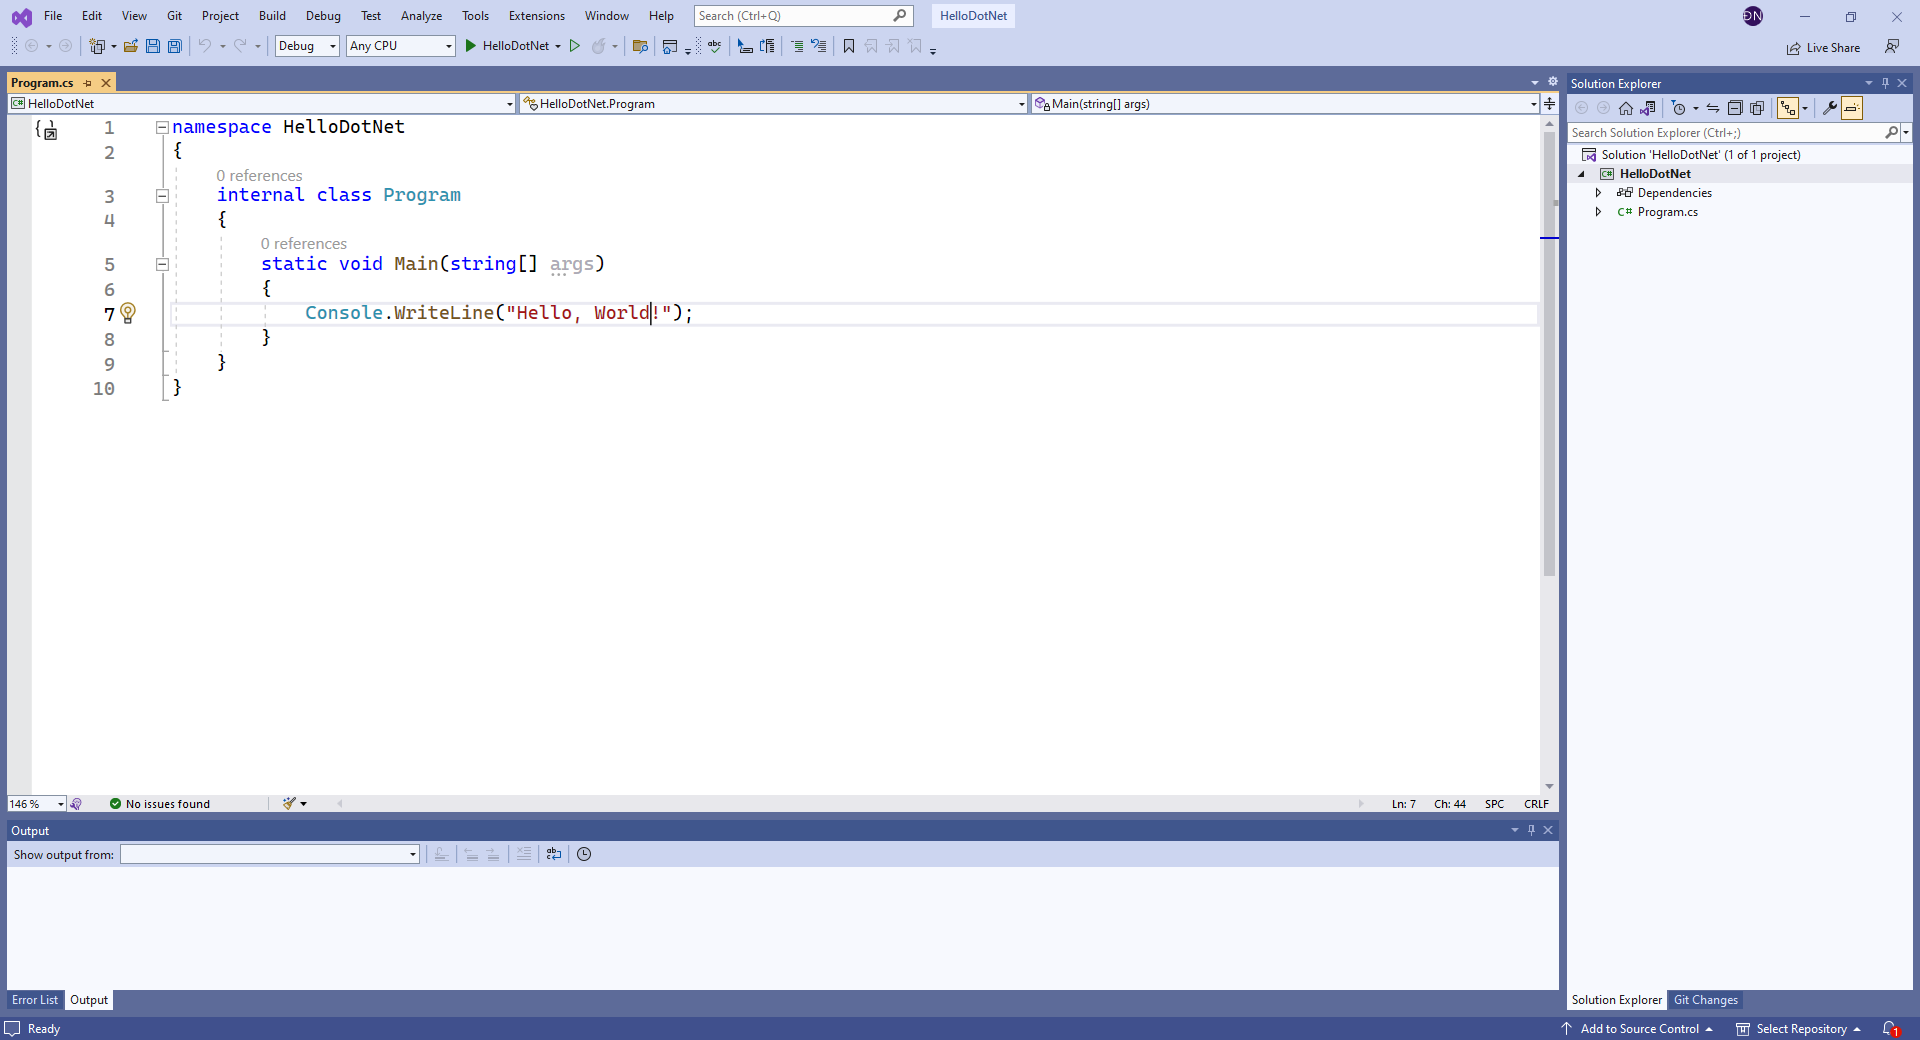 File Edit View Git Project Build Debug Test Analyze Tools Extensions Window Help Search (Ctrl+Q) HelloDotNet ĐN
Debug Any CPU HelloDotNet abc Live Share
Program.cs
HelloDotNet HelloDotNet.Program Main(string[] args)
1 namespace HelloDotNet
2 {
0 references
3 internal class Program
4 {
0 references
5 static void Main(string[] args)
6 {
7 Console.WriteLine("Hello, World!");
8 }
9 }
10 }
146 % No issues found Ln: 7 Ch: 44 SPC CRLF
Output
Show output from:
Error List Output
Solution Explorer
Search Solution Explorer (Ctrl+;)
Solution 'HelloDotNet' (1 of 1 project)
C# HelloDotNet
Dependencies
C# Program.cs
Solution Explorer Git Changes
Ready Add to Source Control Select Repository 1